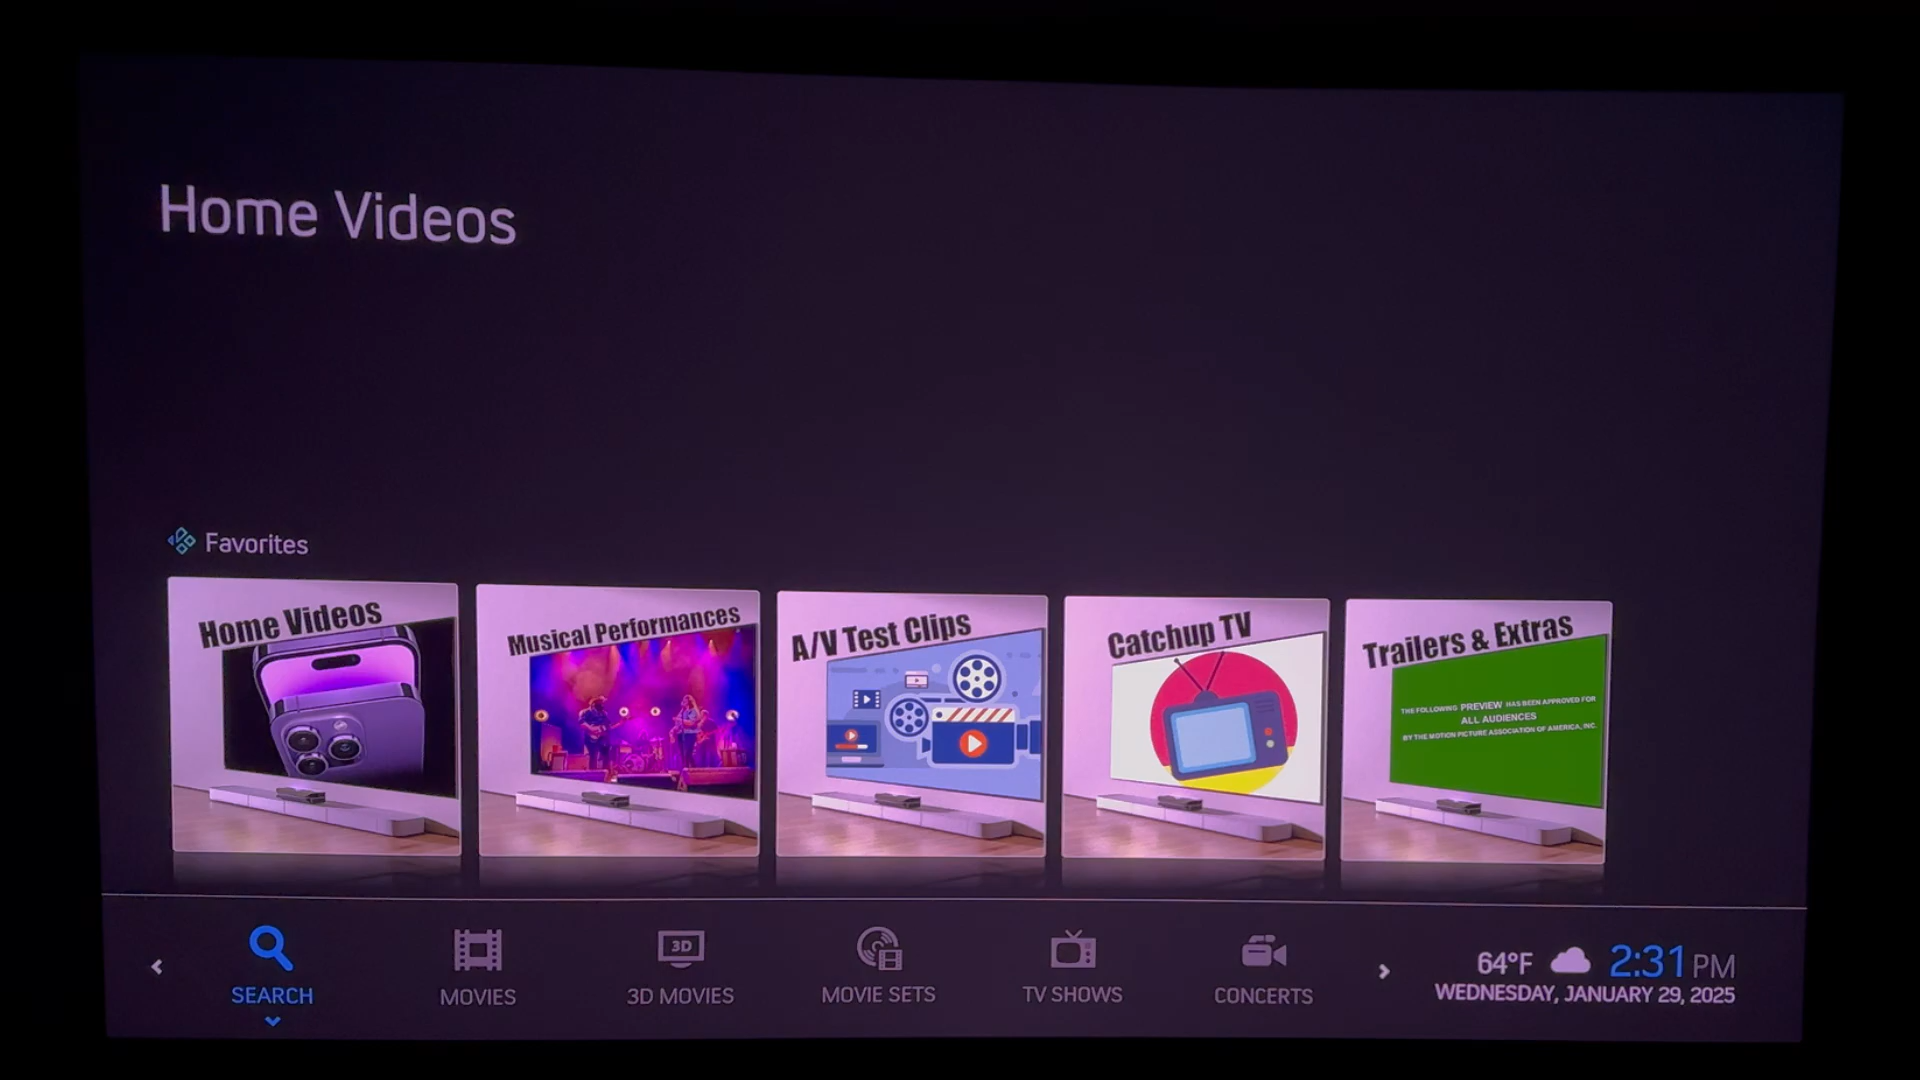 Home Videos
Favorites
Home Videos
Musical Performances
A/V Test Clips
Catchup TV
Trailers & Extras
THE FOLLOWING PREVIEW HAS BEEN APPROVED FOR
ALL AUDIENCES
BY THE MOTION PICTURE ASSOCIATION OF AMERICA, INC.
SEARCH
MOVIES
3D
3D MOVIES
MOVIE SETS
TV SHOWS
CONCERTS
64°F
2:31 PM
WEDNESDAY, JANUARY 29, 2025